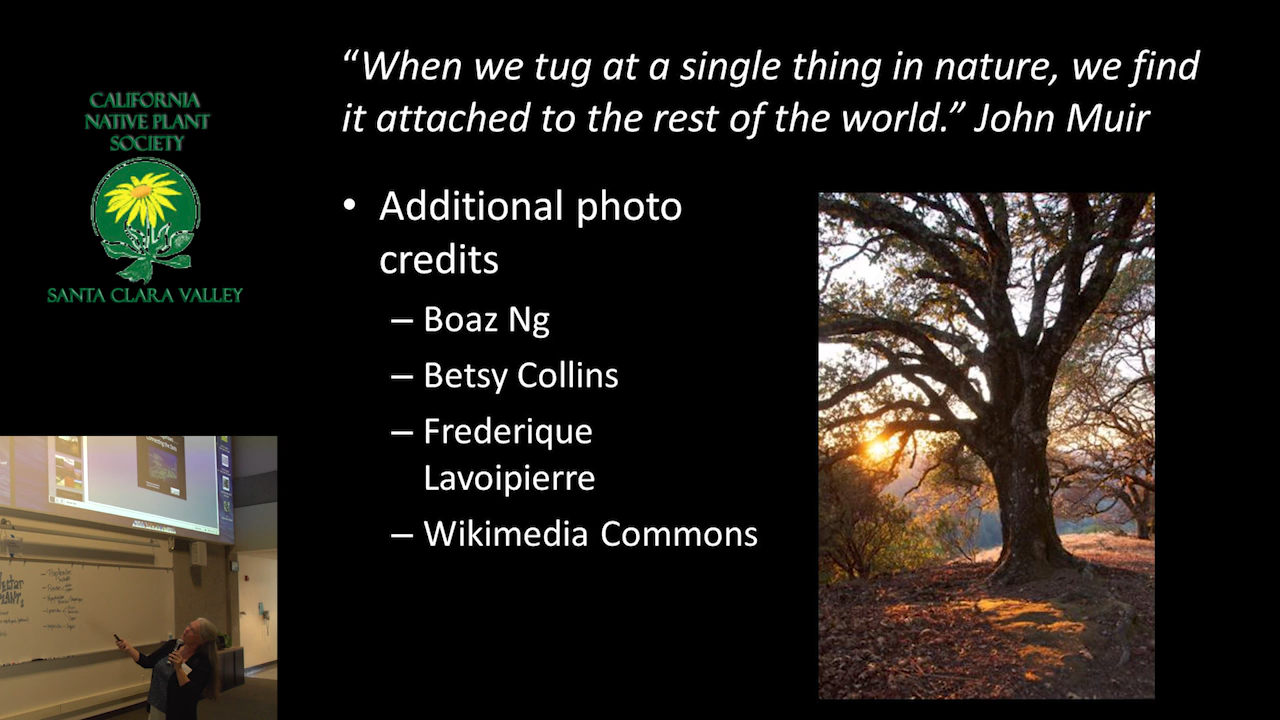 CALIFORNIA
NATIVE PLANT
SOCIETY
SANTA CLARA VALLEY
“When we tug at a single thing in nature, we find
it attached to the rest of the world.” John Muir
• Additional photo
credits
– Boaz Ng
– Betsy Collins
– Frederique
Lavoipierre
– Wikimedia Commons